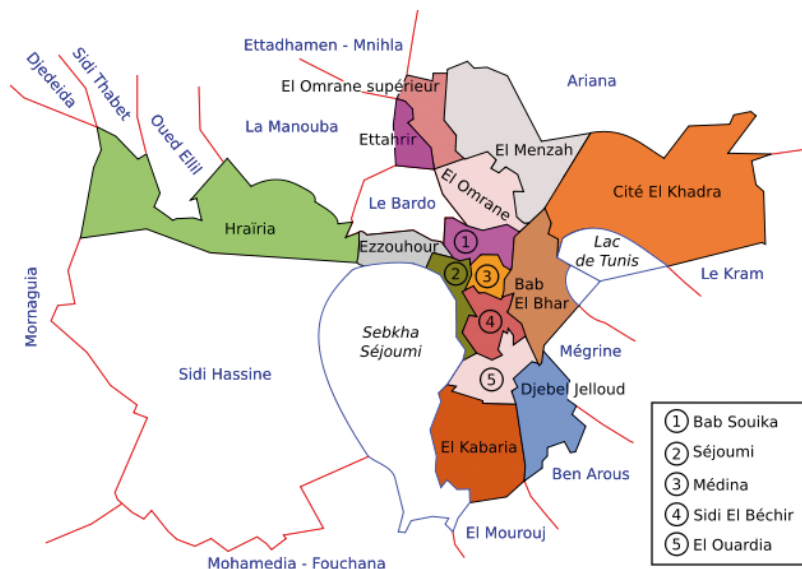 Ettadhamen - Mnihla
Sidi Thabet
Djedeida
El Omrane supérieur
Ariana
Oued Ellil
La Manouba
Ettahrir
El Menzah
El Omrane
Cité El Khadra
Le Bardo
Hraïria
Ezzouhour
1
Lac
de Tunis
2
3
Bab
El Bhar
Le Kram
Mornaguia
Sebkha
Séjoumi
4
Mégrine
Sidi Hassine
5
Djebel Jelloud
El Kabaria
Ben Arous
El Mourouj
Mohamedia - Fouchana
1 Bab Souika
2 Séjoumi
3 Médina
4 Sidi El Béchir
5 El Ouardia